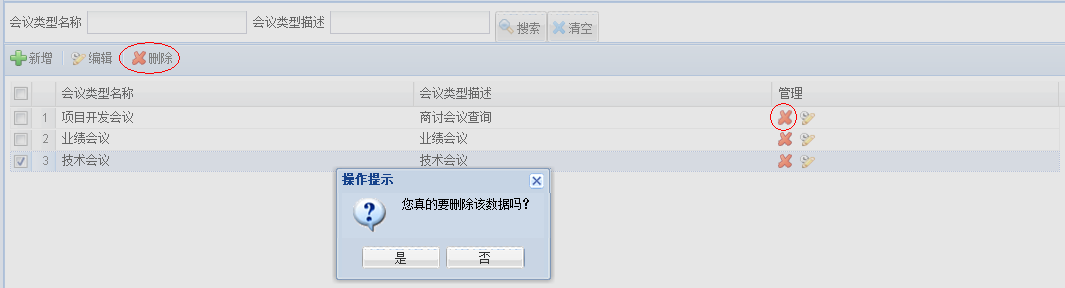 会议类型名称 会议类型描述 搜索 清空
新增 编辑 删除
会议类型名称 会议类型描述 管理
1 项目开发会议 商讨会议查询
2 业绩会议 业绩会议
3 技术会议 技术会议
操作提示
您真的要删除该数据吗?
是 否